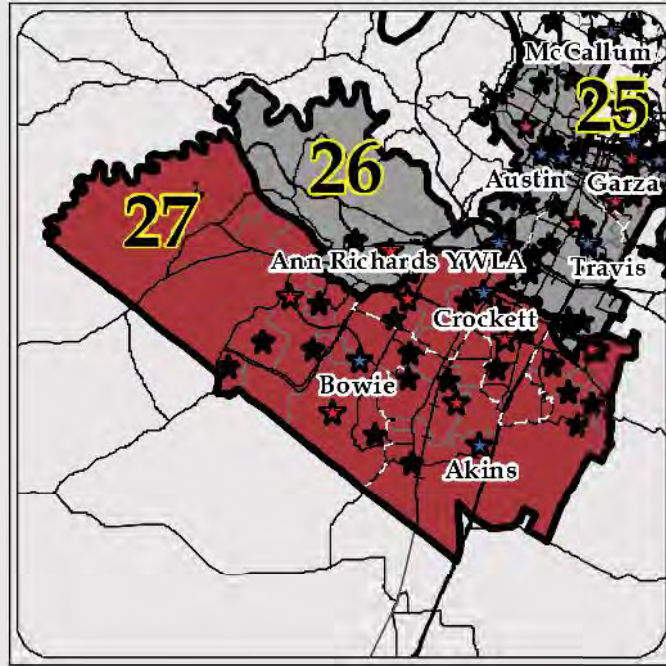 McCallum
25
26
Austin Garza
27
Travis
Ann Richards YWLA
Crockett
Bowie
Akins